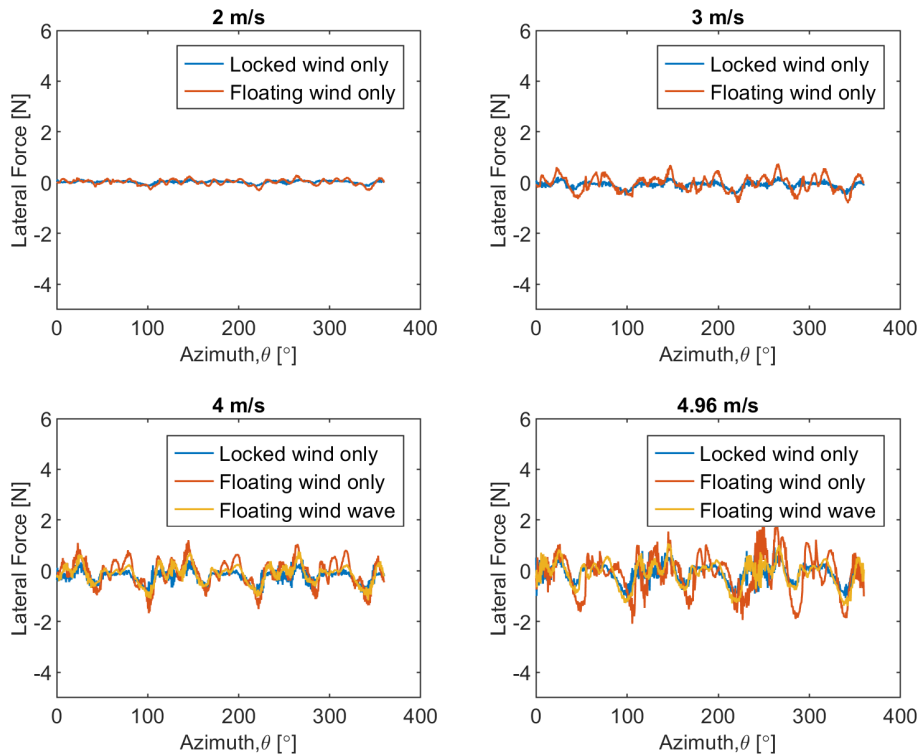 2 m/s
6
4
2
0
-2
-4
Lateral Force [N]
Locked wind only
Floating wind only
0 100 200 300 400
Azimuth,θ [°]
3 m/s
6
4
2
0
-2
-4
Lateral Force [N]
Locked wind only
Floating wind only
0 100 200 300 400
Azimuth,θ [°]
4 m/s
6
4
2
0
-2
-4
Lateral Force [N]
Locked wind only
Floating wind only
Floating wind wave
0 100 200 300 400
Azimuth,θ [°]
4.96 m/s
6
4
2
0
-2
-4
Lateral Force [N]
Locked wind only
Floating wind only
Floating wind wave
0 100 200 300 400
Azimuth,θ [°]